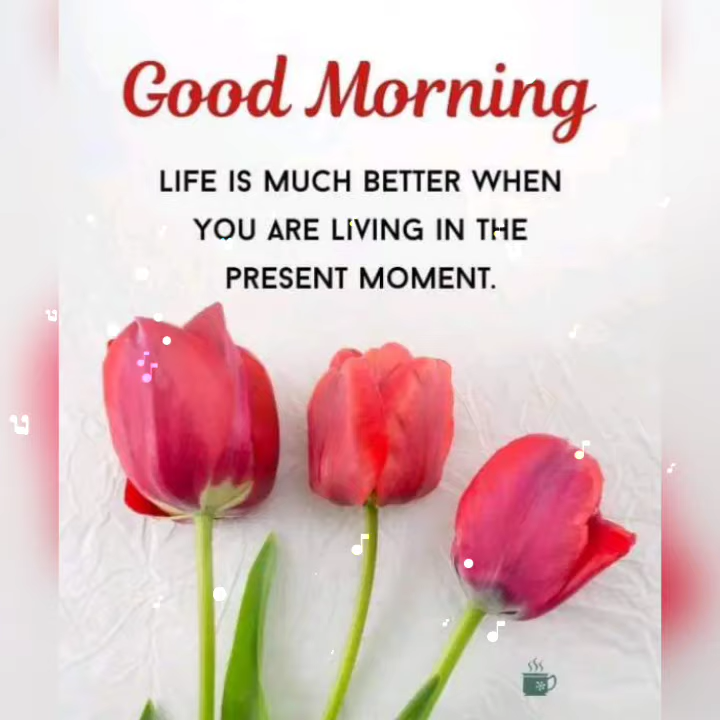 Good Morning
LIFE IS MUCH BETTER WHEN
YOU ARE LIVING IN THE
PRESENT MOMENT.